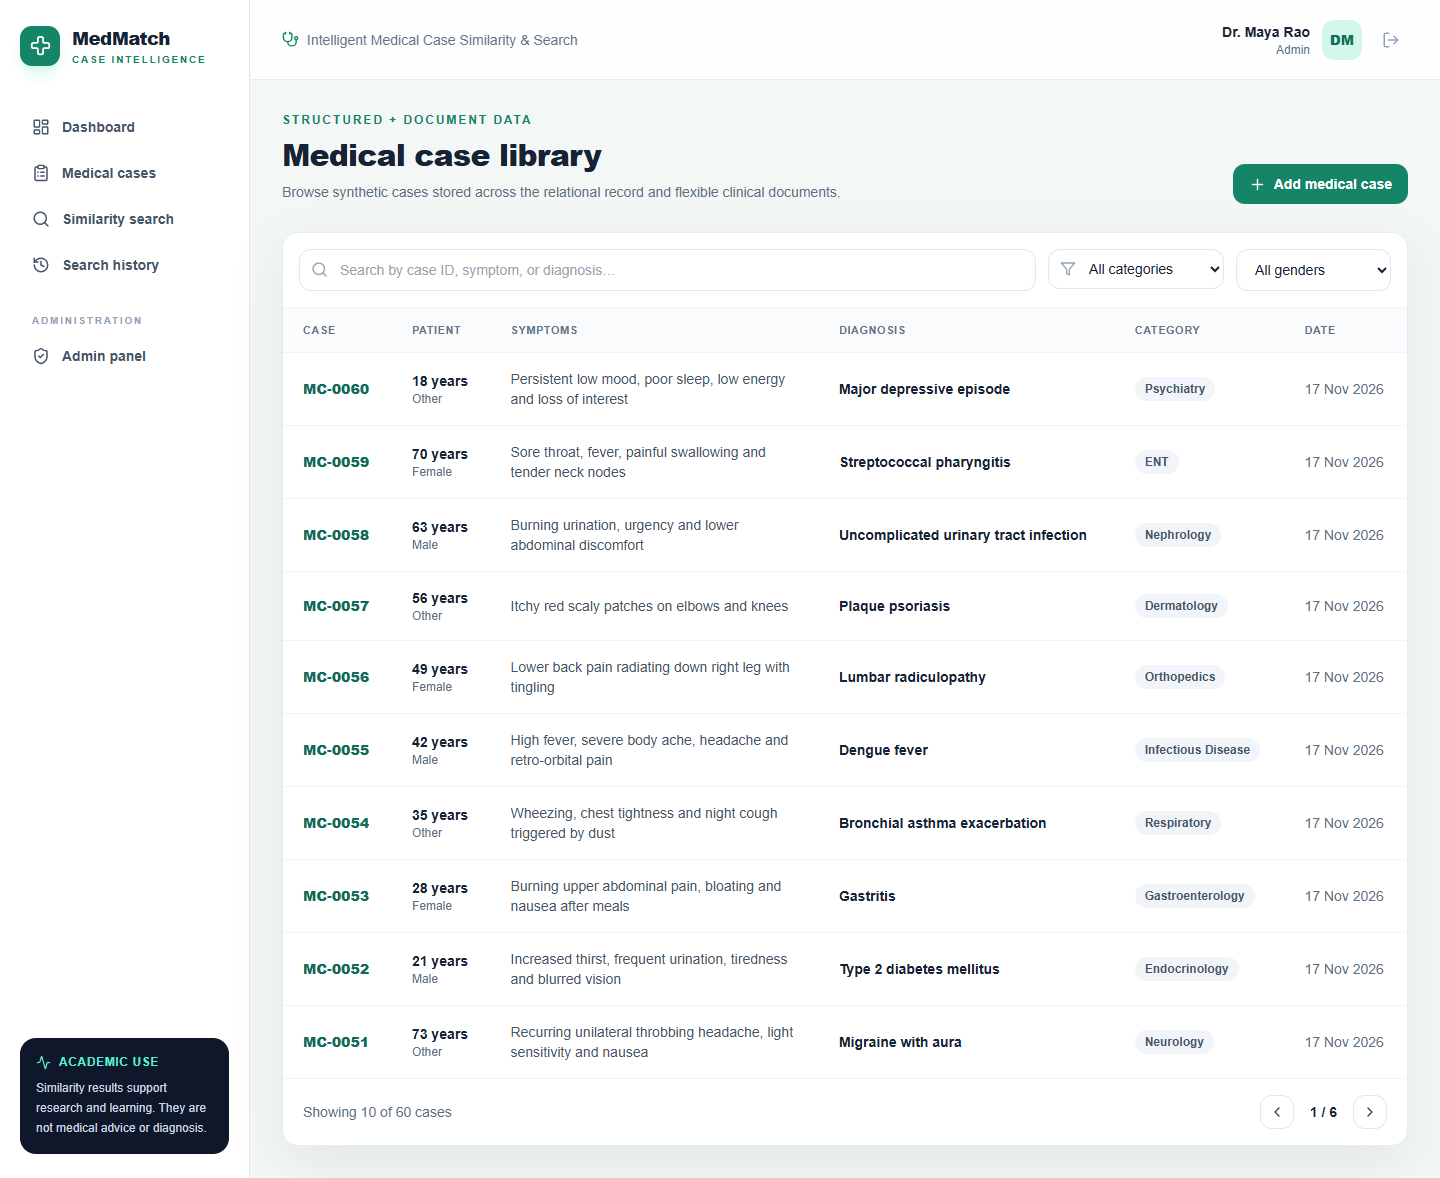 MedMatch
CASE INTELLIGENCE
Dashboard
Medical cases
Similarity search
Search history
ADMINISTRATION
Admin panel
ACADEMIC USE
Similarity results support
research and learning. They are
not medical advice or diagnosis.
Intelligent Medical Case Similarity & Search
Dr. Maya Rao
Admin
DM
STRUCTURED + DOCUMENT DATA
Medical case library
Browse synthetic cases stored across the relational record and flexible clinical documents.
Add medical case
Search by case ID, symptom, or diagnosis...
All categories
All genders
CASE PATIENT SYMPTOMS DIAGNOSIS CATEGORY DATE
MC-0060 18 years Other Persistent low mood, poor sleep, low energy
and loss of interest Major depressive episode Psychiatry 17 Nov 2026
MC-0059 70 years Female Sore throat, fever, painful swallowing and
tender neck nodes Streptococcal pharyngitis ENT 17 Nov 2026
MC-0058 63 years Male Burning urination, urgency and lower
abdominal discomfort Uncomplicated urinary tract infection Nephrology 17 Nov 2026
MC-0057 56 years Other Itchy red scaly patches on elbows and knees Plaque psoriasis Dermatology 17 Nov 2026
MC-0056 49 years Female Lower back pain radiating down right leg with
tingling Lumbar radiculopathy Orthopedics 17 Nov 2026
MC-0055 42 years Male High fever, severe body ache, headache and
retro-orbital pain Dengue fever Infectious Disease 17 Nov 2026
MC-0054 35 years Other Wheezing, chest tightness and night cough
triggered by dust Bronchial asthma exacerbation Respiratory 17 Nov 2026
MC-0053 28 years Female Burning upper abdominal pain, bloating and
nausea after meals Gastritis Gastroenterology 17 Nov 2026
MC-0052 21 years Male Increased thirst, frequent urination, tiredness
and blurred vision Type 2 diabetes mellitus Endocrinology 17 Nov 2026
MC-0051 73 years Other Recurring unilateral throbbing headache, light
sensitivity and nausea Migraine with aura Neurology 17 Nov 2026
Showing 10 of 60 cases
1 / 6